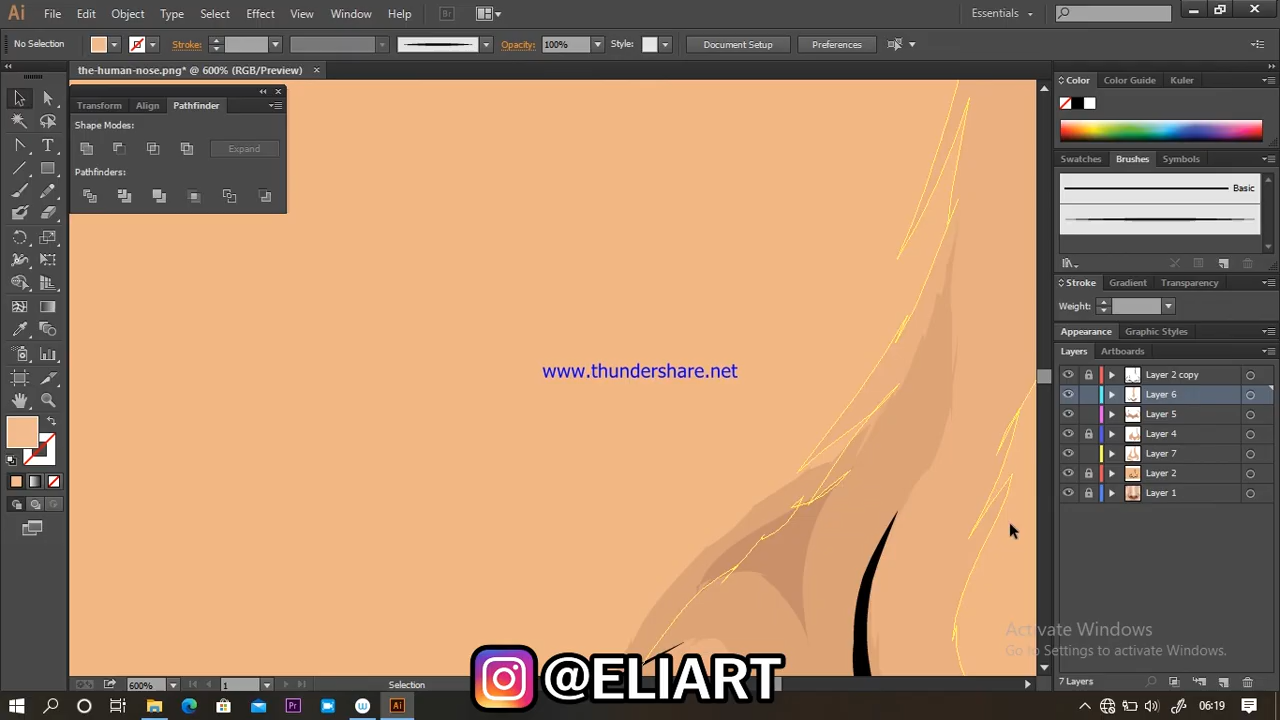 Ai File Edit Object Type Select Effect View Window Help Br Essentials
No Selection Stroke: Opacity: 100% Style: Document Setup Preferences
the-human-nose.png* @ 600% (RGB/Preview)
Transform Align Pathfinder
Shape Modes:
Expand
Pathfinders:
Color Color Guide Kuler
Swatches Brushes Symbols
Basic
Stroke Gradient Transparency
Weight:
Appearance Graphic Styles
Layers Artboards
Layer 2 copy
Layer 6
Layer 5
Layer 4
Layer 7
Layer 2
Layer 1
www.thundershare.net
Activate Windows
Go to Settings to activate Windows.
@ELIART
600% 1 Selection
7 Layers
Pr Ai 06:19